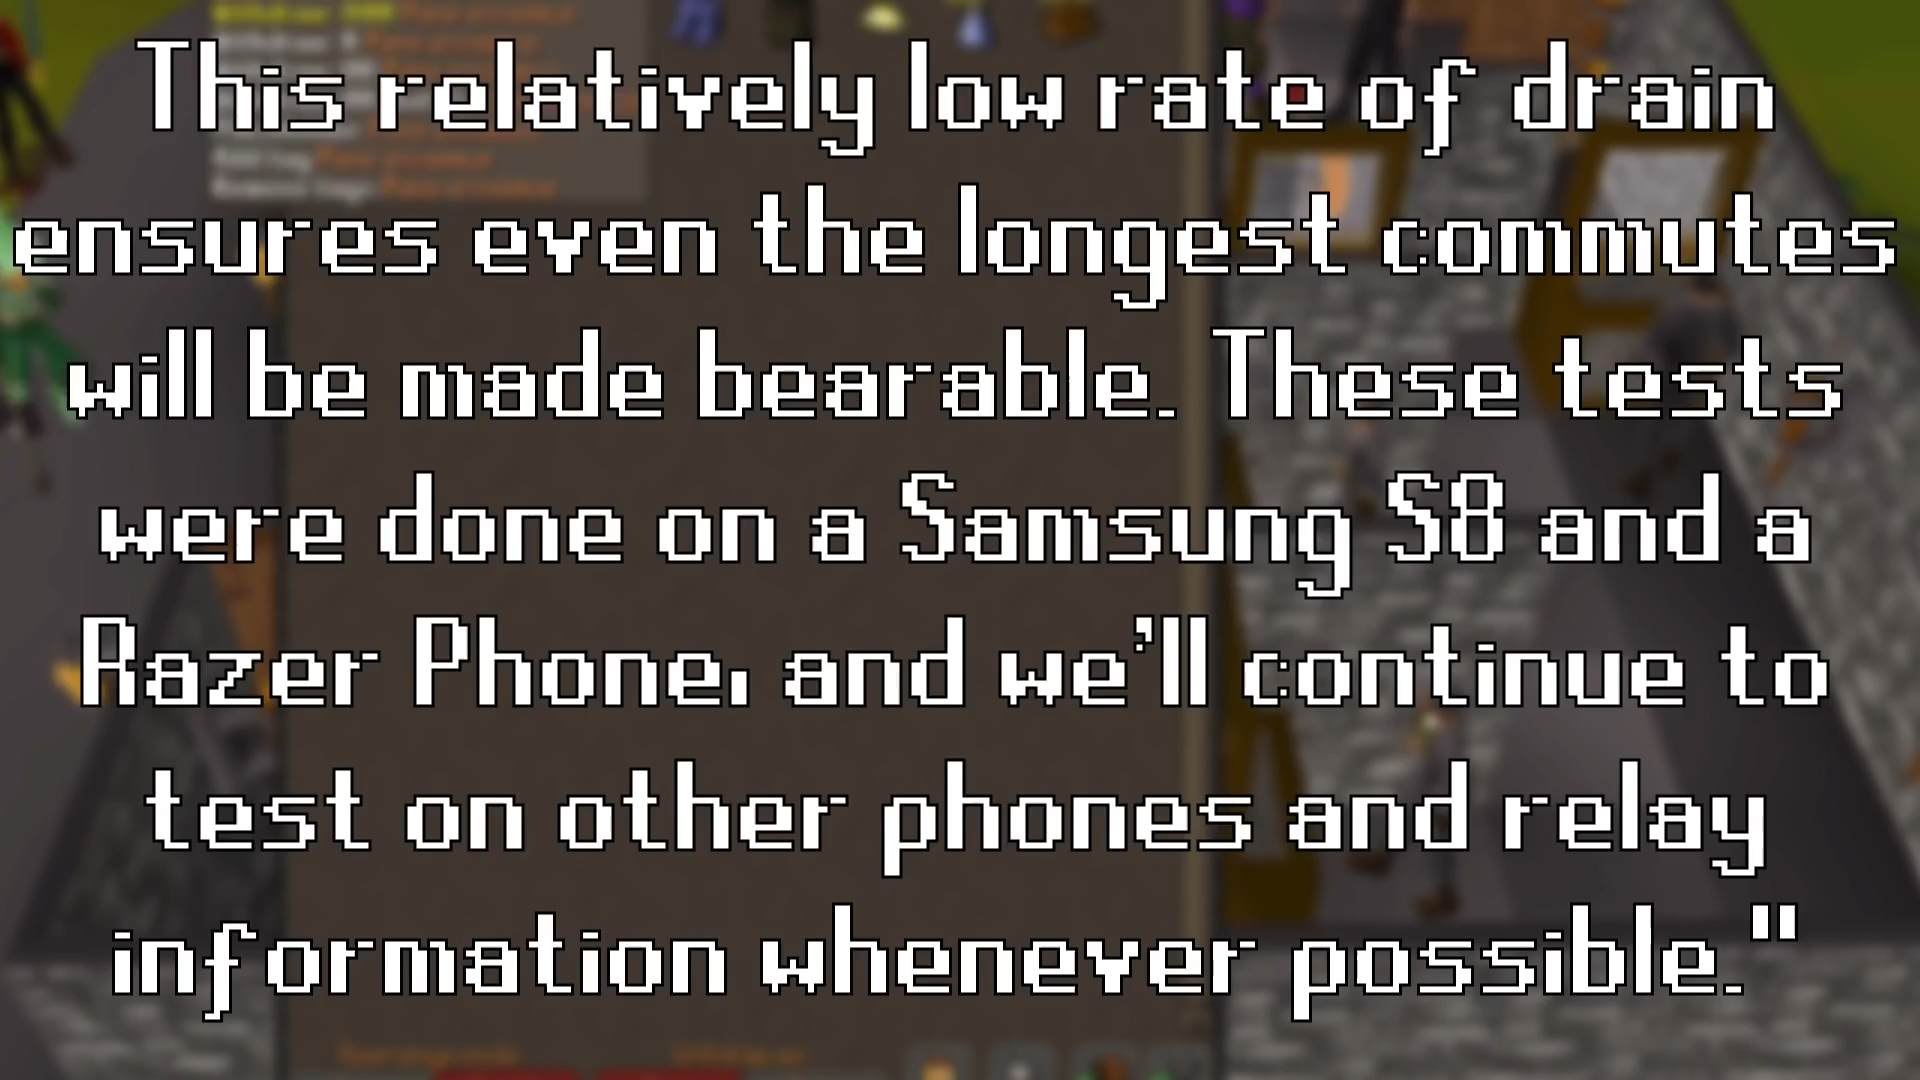 This relatively low rate of drain
ensures even the longest commutes
will be made bearable. These tests
were done on a Samsung S8 and a
Razer Phone, and we'll continue to
test on other phones and relay
information whenever possible."